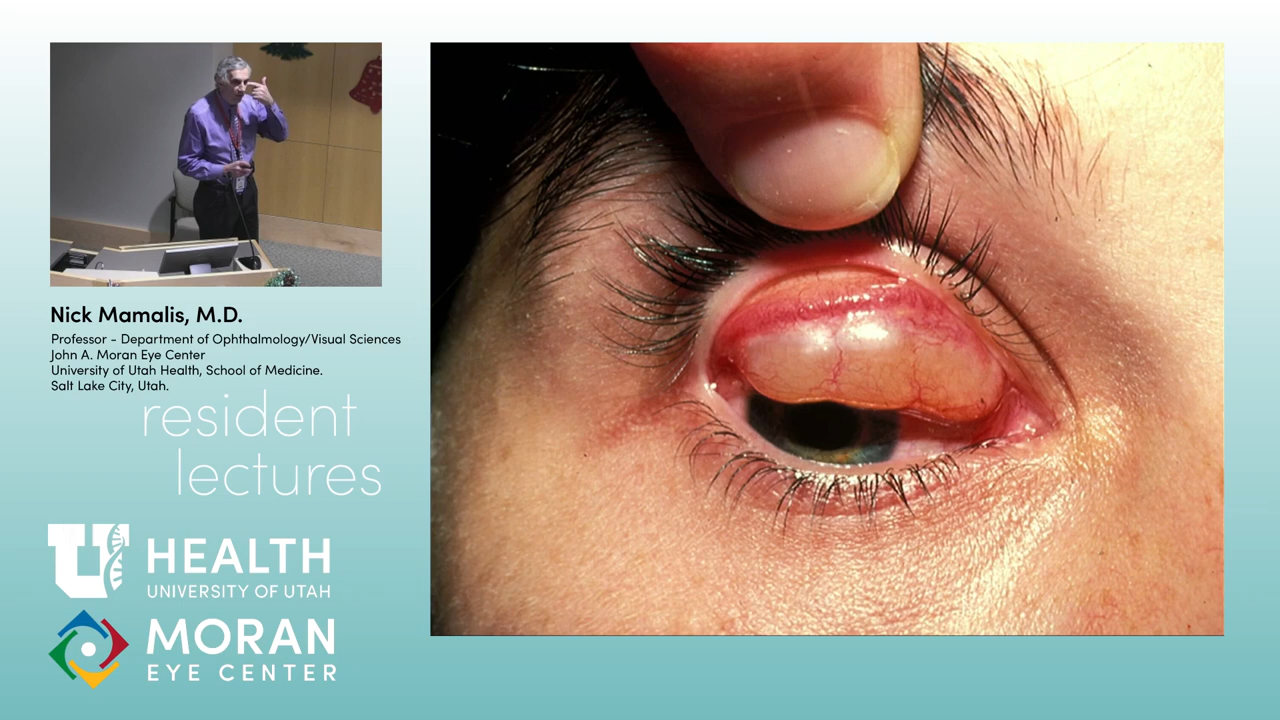 Nick Mamalis, M.D.
Professor - Department of Ophthalmology/Visual Sciences
John A. Moran Eye Center
University of Utah Health, School of Medicine.
Salt Lake City, Utah.
resident
lectures
U HEALTH
UNIVERSITY OF UTAH
MORAN
EYE CENTER